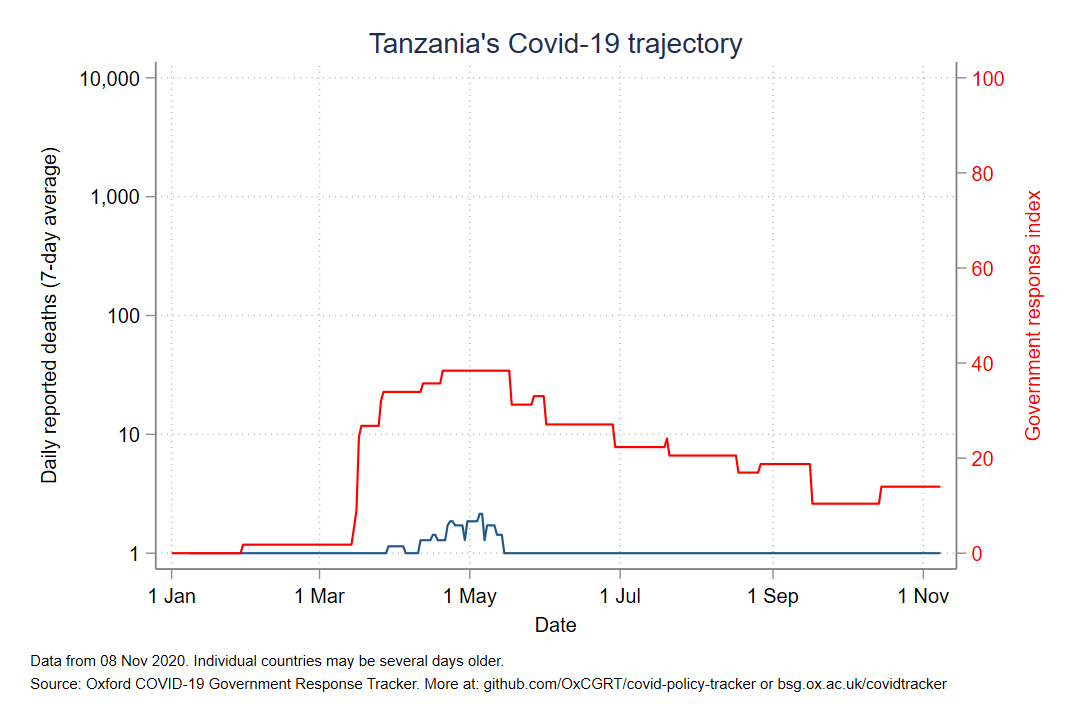 Tanzania's Covid-19 trajectory
10,000
1,000
100
10
1
Daily reported deaths (7-day average)
100
80
60
40
20
0
Government response index
1 Jan
1 Mar
1 May
1 Jul
1 Sep
1 Nov
Date
Data from 08 Nov 2020. Individual countries may be several days older.
Source: Oxford COVID-19 Government Response Tracker. More at: github.com/OxCGRT/covid-policy-tracker or bsg.ox.ac.uk/covidtracker